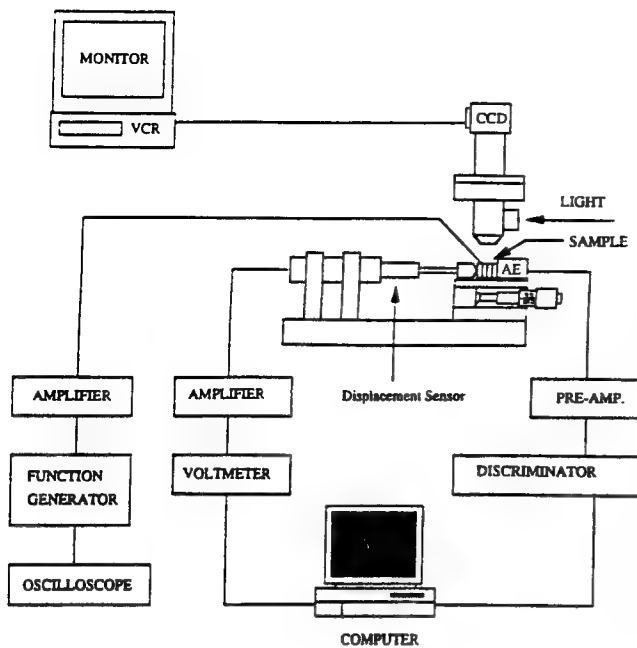 MONITOR
VCR
CCD
LIGHT
SAMPLE
AE
AMPLIFIER
AMPLIFIER
Displacement Sensor
PRE-AMP.
FUNCTION
GENERATOR
VOLTMETER
DISCRIMINATOR
OSCILLOSCOPE
COMPUTER